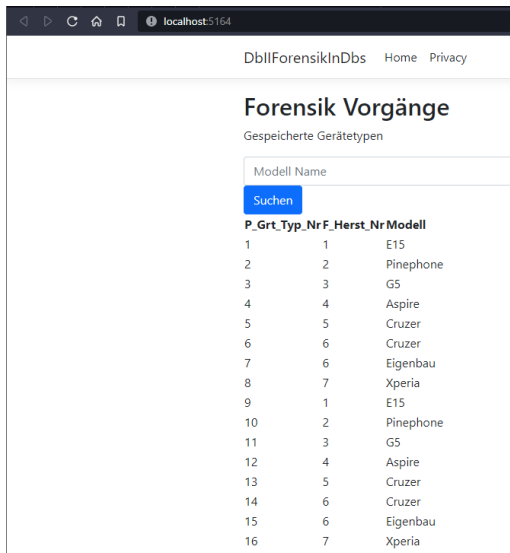 localhost:5164
DbIIForensikInDbs Home Privacy
Forensik Vorgänge
Gespeicherte Gerätetypen
Modell Name
Suchen
P_Grt_Typ_Nr F_Herst_Nr Modell
1 1 E15
2 2 Pinephone
3 3 G5
4 4 Aspire
5 5 Cruzer
6 6 Cruzer
7 6 Eigenbau
8 7 Xperia
9 1 E15
10 2 Pinephone
11 3 G5
12 4 Aspire
13 5 Cruzer
14 6 Cruzer
15 6 Eigenbau
16 7 Xperia